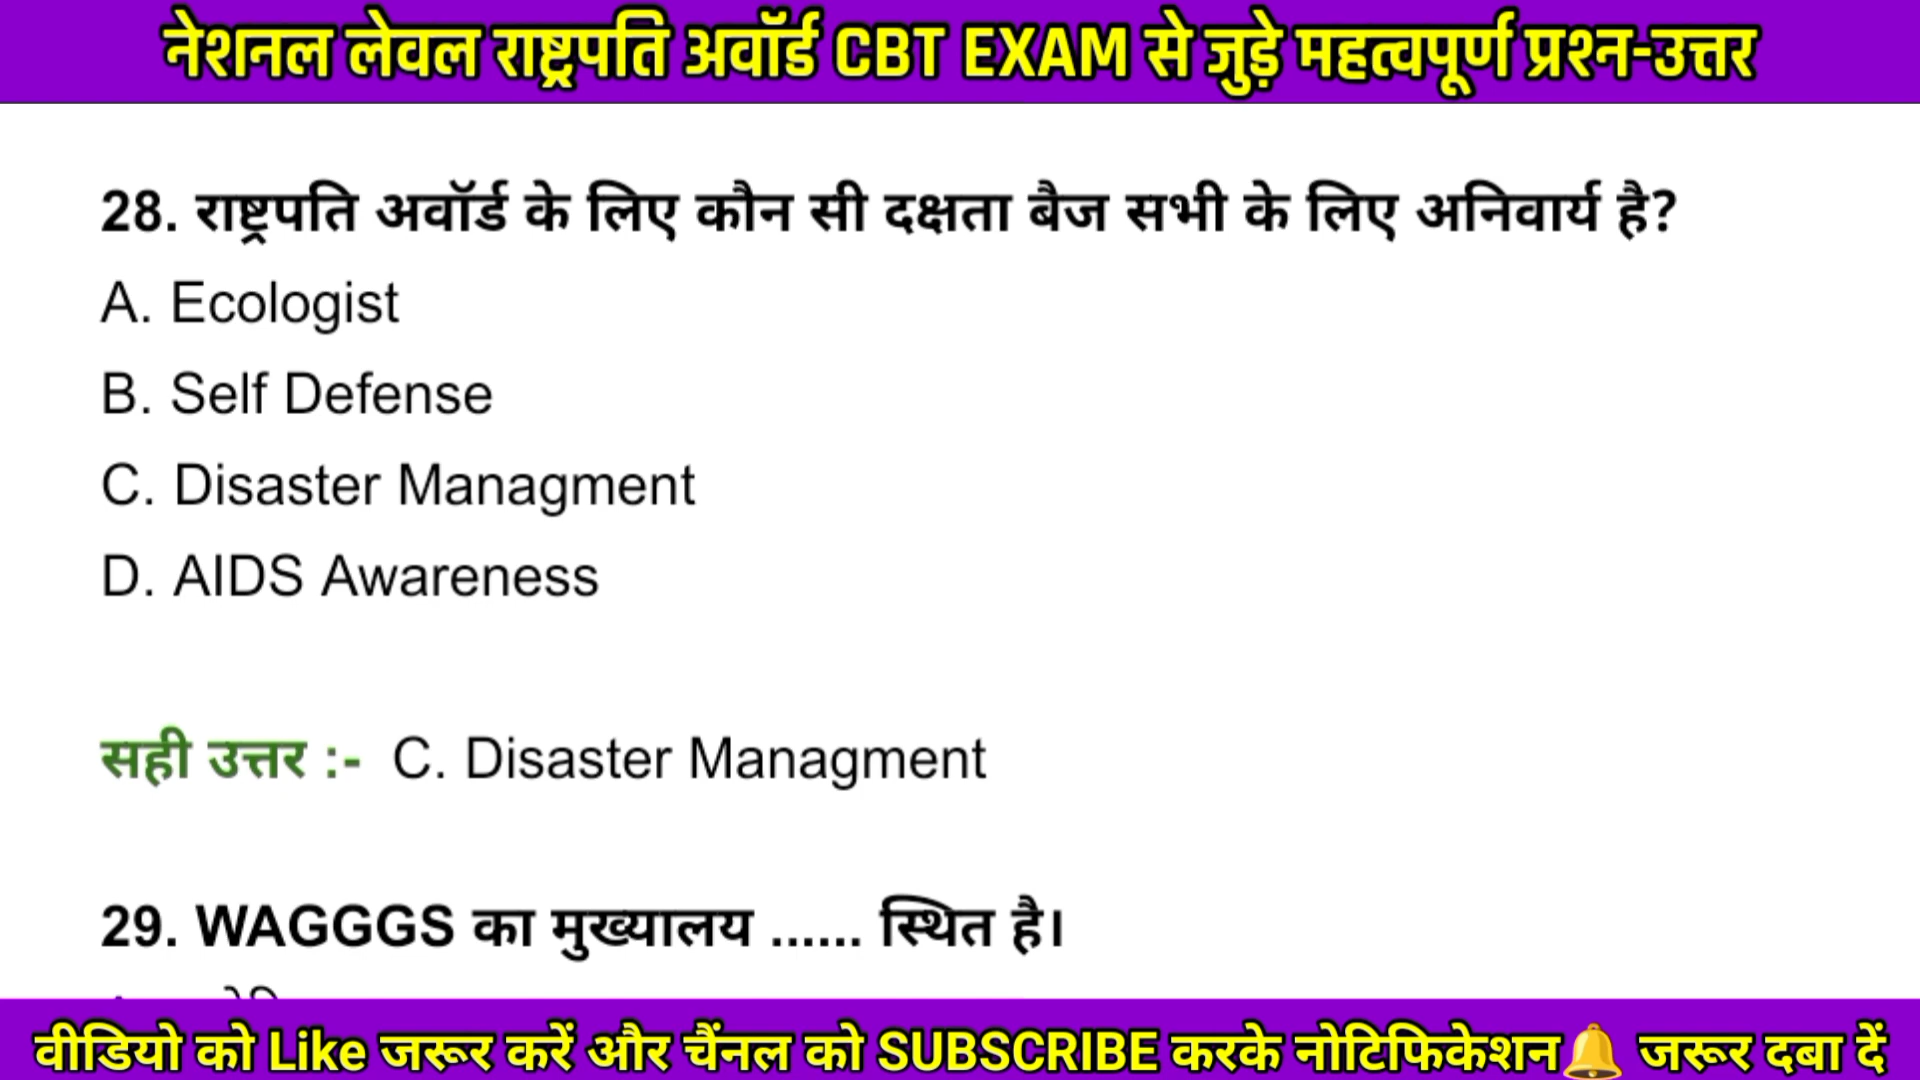 नेशनल लेवल राष्ट्रपति अवॉर्ड CBT EXAM से जुड़े महत्वपूर्ण प्रश्न-उत्तर
28. राष्ट्रपति अवॉर्ड के लिए कौन सी दक्षता बैज सभी के लिए अनिवार्य है?
A. Ecologist
B. Self Defense
C. Disaster Managment
D. AIDS Awareness
सही उत्तर :- C. Disaster Managment
29. WAGGGS का मुख्यालय ...... स्थित है।
वीडियो को Like जरूर करें और चैंनल को SUBSCRIBE करके नोटिफिकेशन🔔 जरूर दबा दें